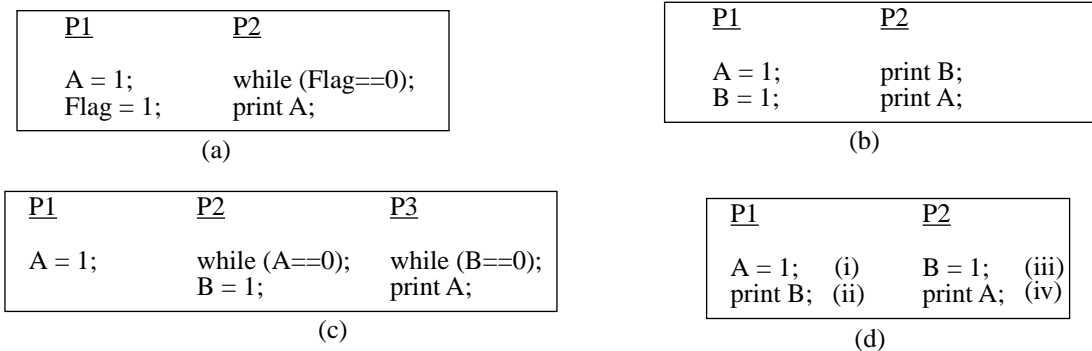 P1 P2
A = 1; while (Flag==0);
Flag = 1; print A;
(a)
P1 P2
A = 1; print B;
B = 1; print A;
(b)
P1 P2 P3
A = 1; while (A==0); while (B==0);
B = 1; print A;
(c)
P1 P2
A = 1; (i) B = 1; (iii)
print B; (ii) print A; (iv)
(d)